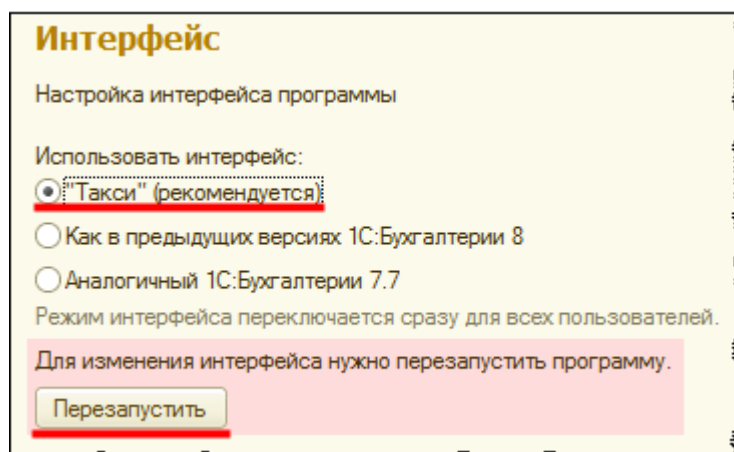 Интерфейс
Настройка интерфейса программы
Использовать интерфейс:
"Такси" (рекомендуется)
Как в предыдущих версиях 1С:Бухгалтерии 8
Аналогичный 1С:Бухгалтерии 7.7
Режим интерфейса переключается сразу для всех пользователей.
Для изменения интерфейса нужно перезапустить программу.
Перезапустить